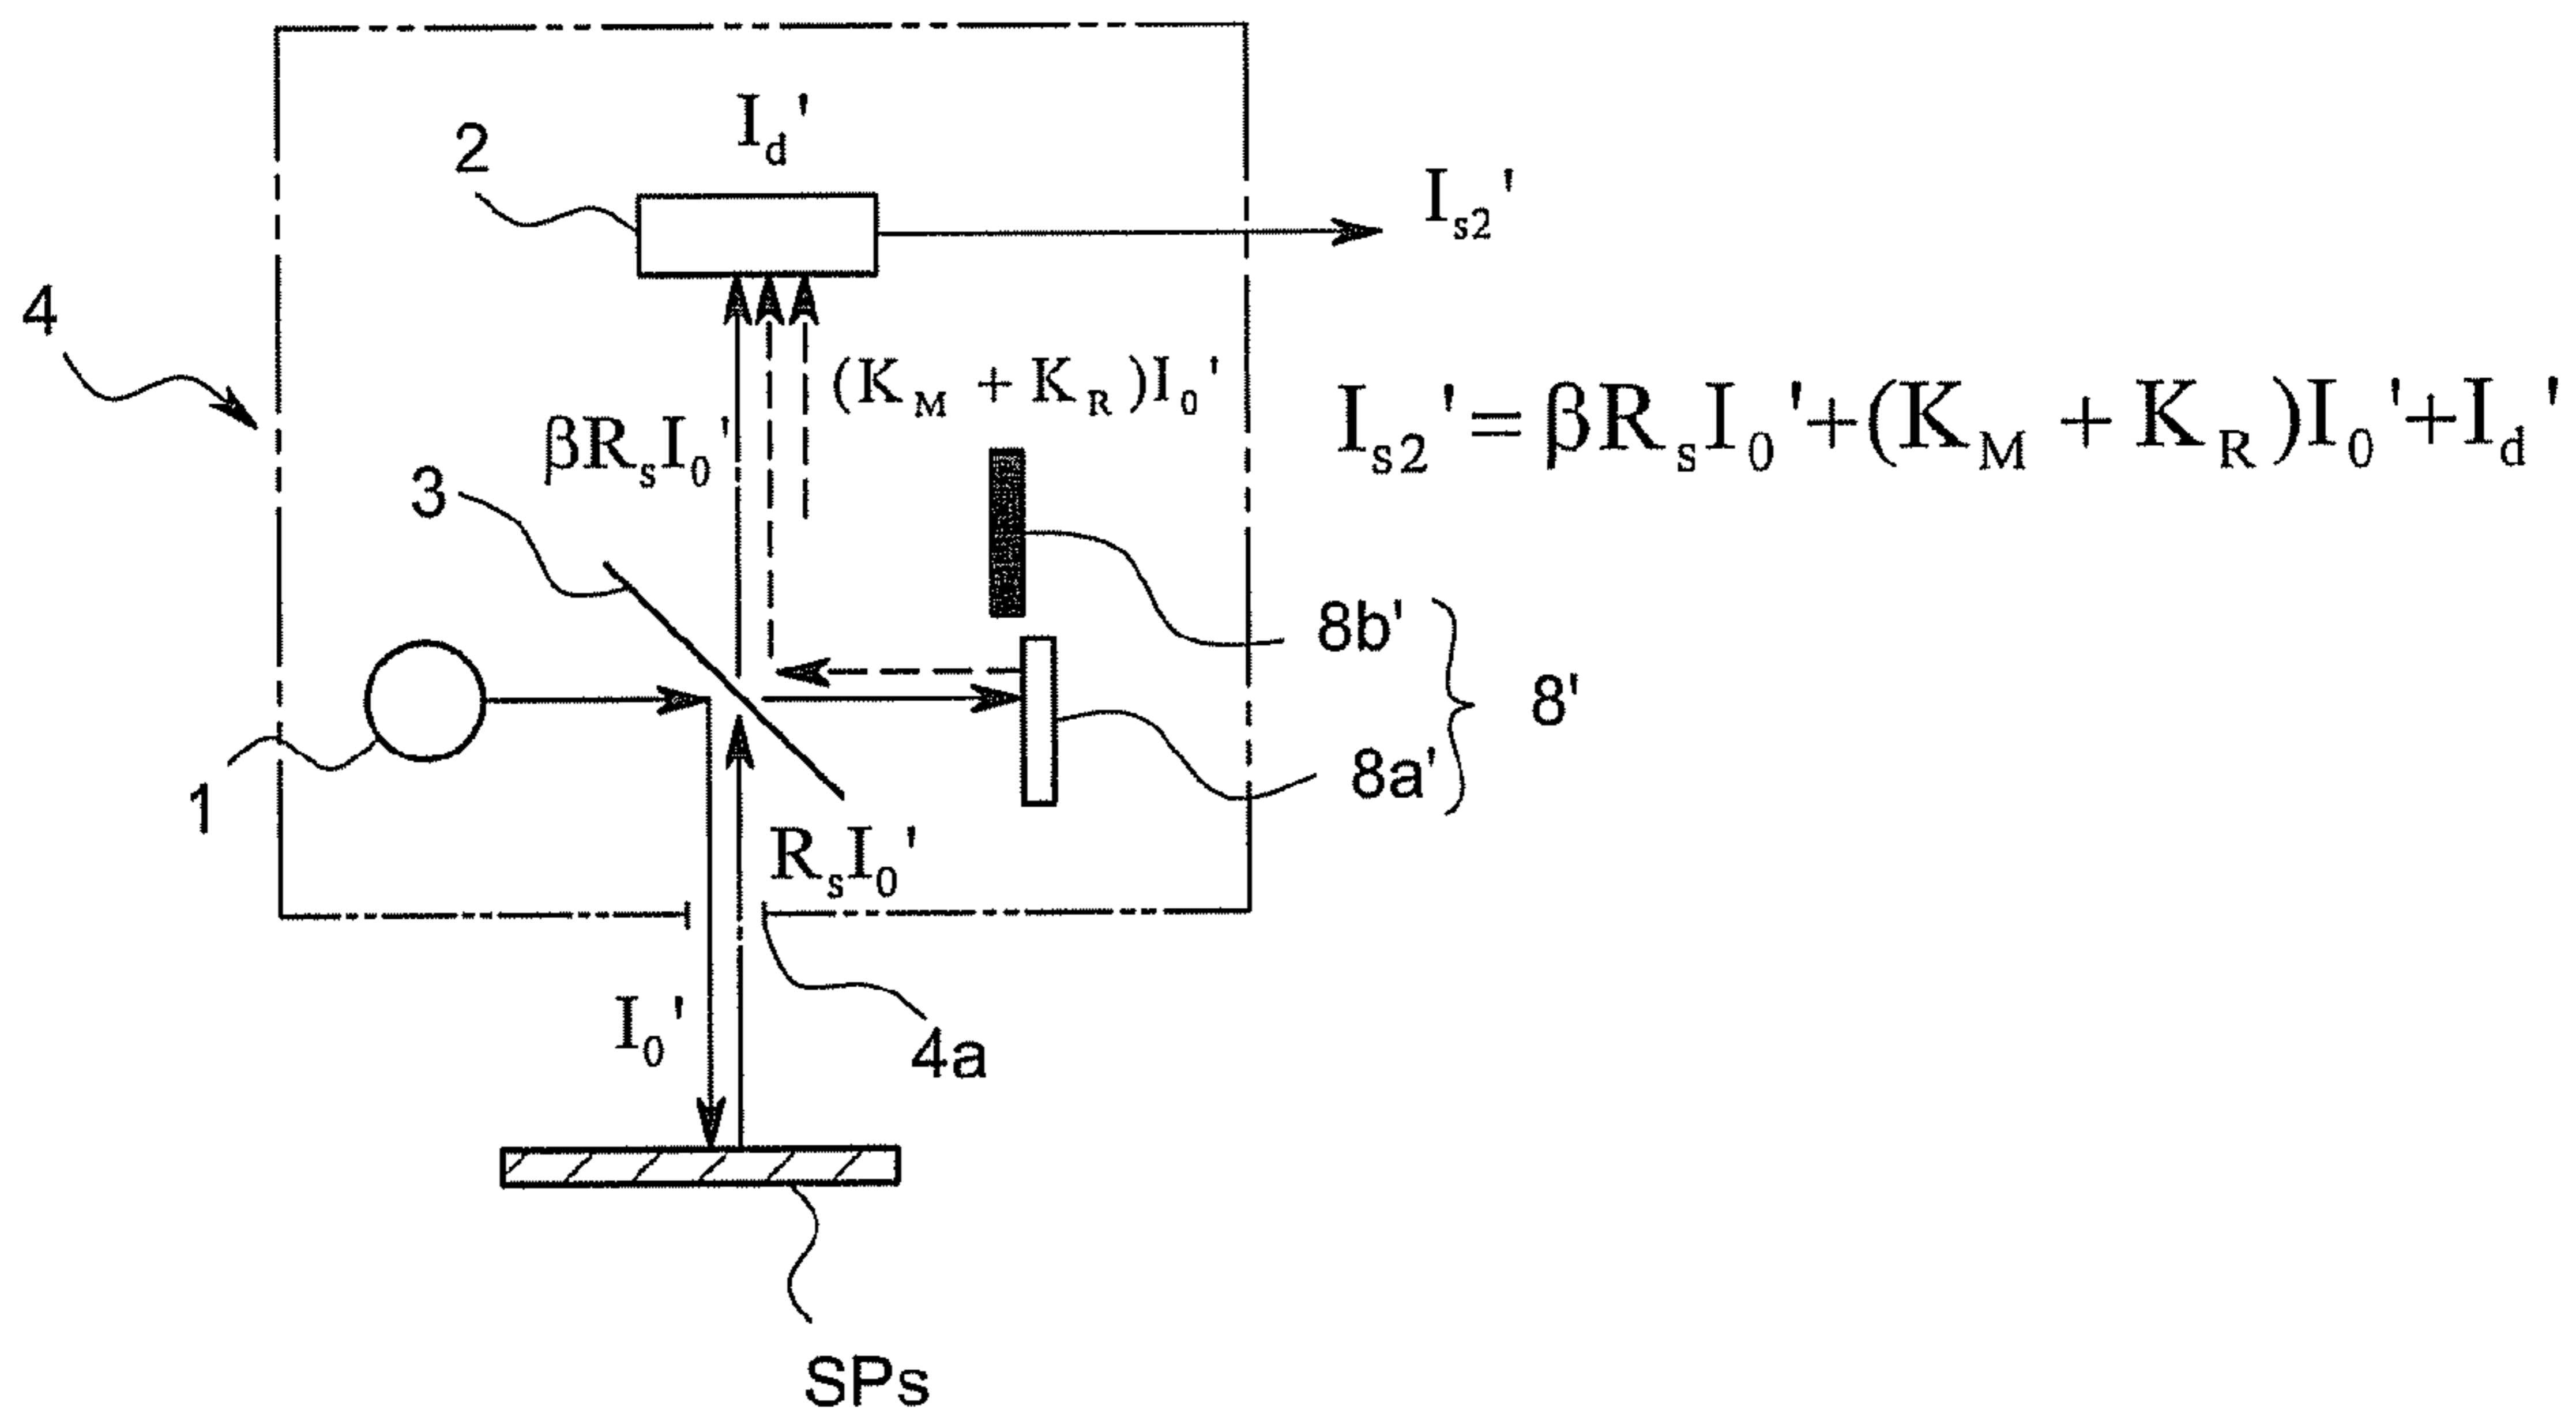 I_d'
2
I_s2'
4
(K_M + K_R)I_0'
βR_sI_0'
I_s2'=βR_sI_0'+(K_M + K_R)I_0'+I_d'
3
8b'
8'
8a'
1
R_sI_0'
I_0'
4a
SPs